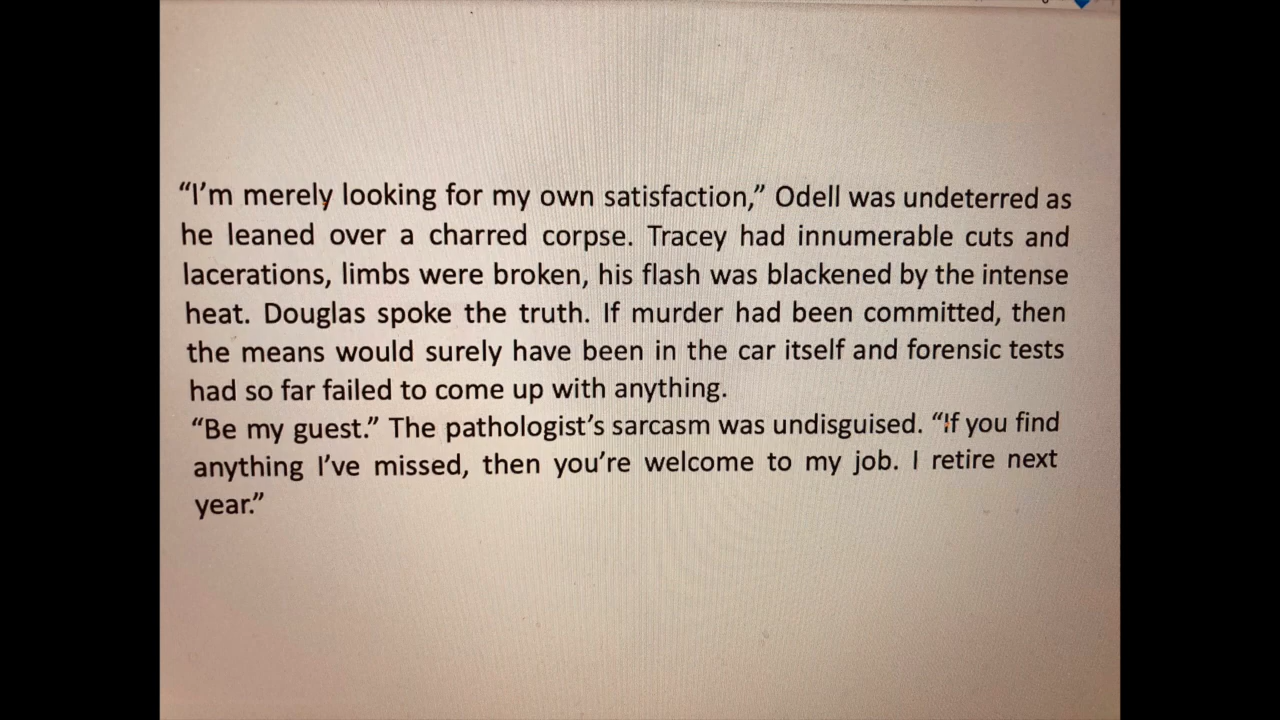 “I’m merely looking for my own satisfaction,” Odell was undeterred as
he leaned over a charred corpse. Tracey had innumerable cuts and
lacerations, limbs were broken, his flash was blackened by the intense
heat. Douglas spoke the truth. If murder had been committed, then
the means would surely have been in the car itself and forensic tests
had so far failed to come up with anything.
“Be my guest.” The pathologist’s sarcasm was undisguised. “If you find
anything I’ve missed, then you’re welcome to my job. I retire next
year.”